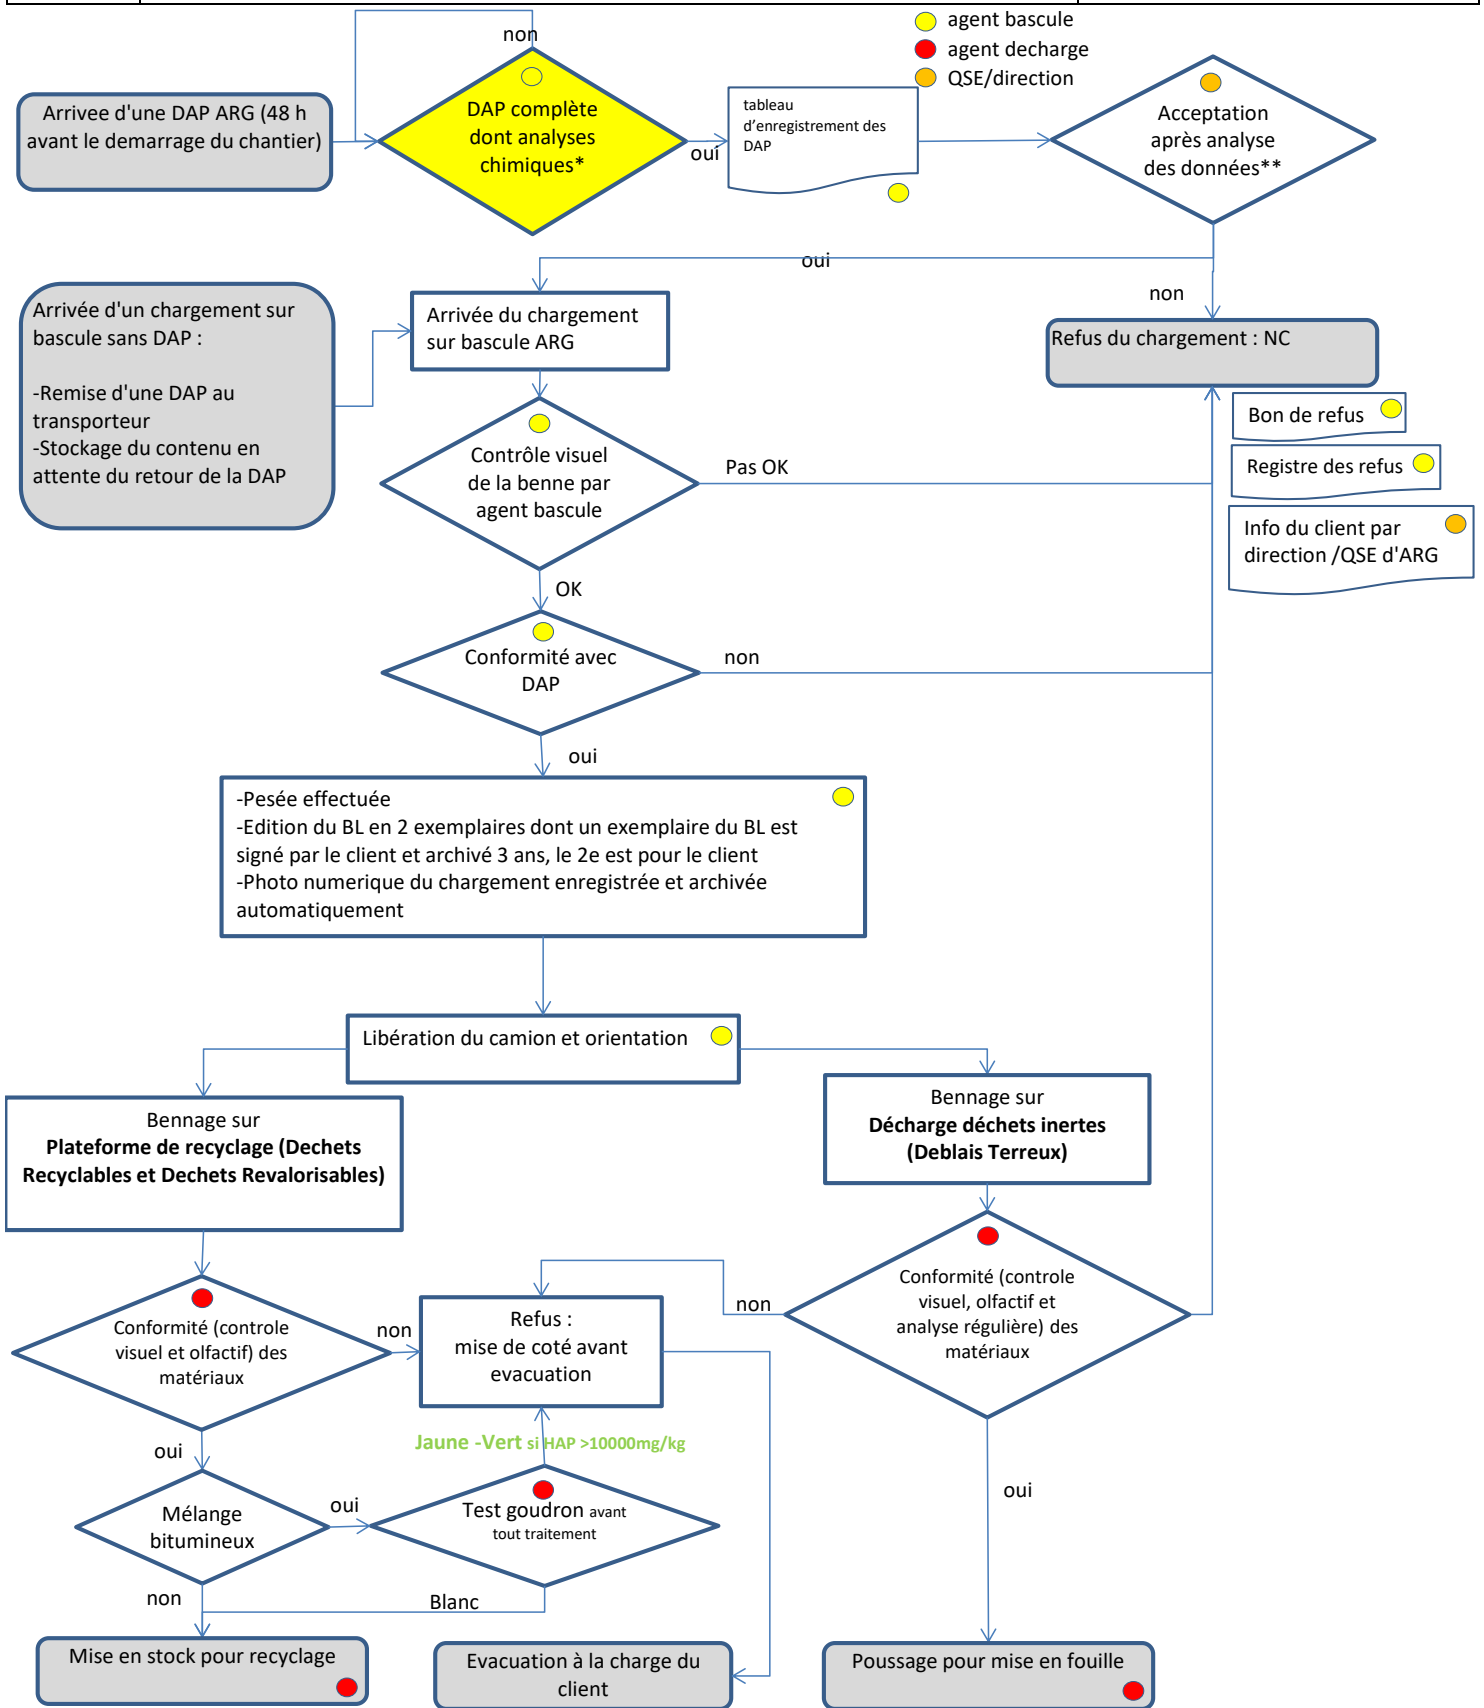 non
agent bascule
agent decharge
QSE/direction
Arrivee d'une DAP ARG (48 h
avant le demarrage du chantier)
DAP complète
dont analyses
chimiques*
oui
tableau
d'enregistrement des
DAP
Acceptation
après analyse
des données**
oui
non
Arrivée d'un chargement sur
bascule sans DAP :
-Remise d'une DAP au
transporteur
-Stockage du contenu en
attente du retour de la DAP
Arrivée du chargement
sur bascule ARG
Refus du chargement : NC
Bon de refus
Registre des refus
Info du client par
direction /QSE d'ARG
Contrôle visuel
de la benne par
agent bascule
Pas OK
OK
Conformité avec
DAP
non
oui
-Pesée effectuée
-Edition du BL en 2 exemplaires dont un exemplaire du BL est
signé par le client et archivé 3 ans, le 2e est pour le client
-Photo numerique du chargement enregistrée et archivée
automatiquement
Libération du camion et orientation
Bennage sur
Plateforme de recyclage (Dechets
Recyclables et Dechets Revalorisables)
Bennage sur
Décharge déchets inertes
(Deblais Terreux)
Conformité (controle
visuel et olfactif) des
matériaux
non
Refus :
mise de coté avant
evacuation
non
Conformité (controle
visuel, olfactif et
analyse régulière) des
matériaux
oui
Jaune -Vert si HAP >10000mg/kg
Mélange
bitumineux
oui
Test goudron avant
tout traitement
oui
non
Blanc
Mise en stock pour recyclage
Evacuation à la charge du
client
Poussage pour mise en fouille